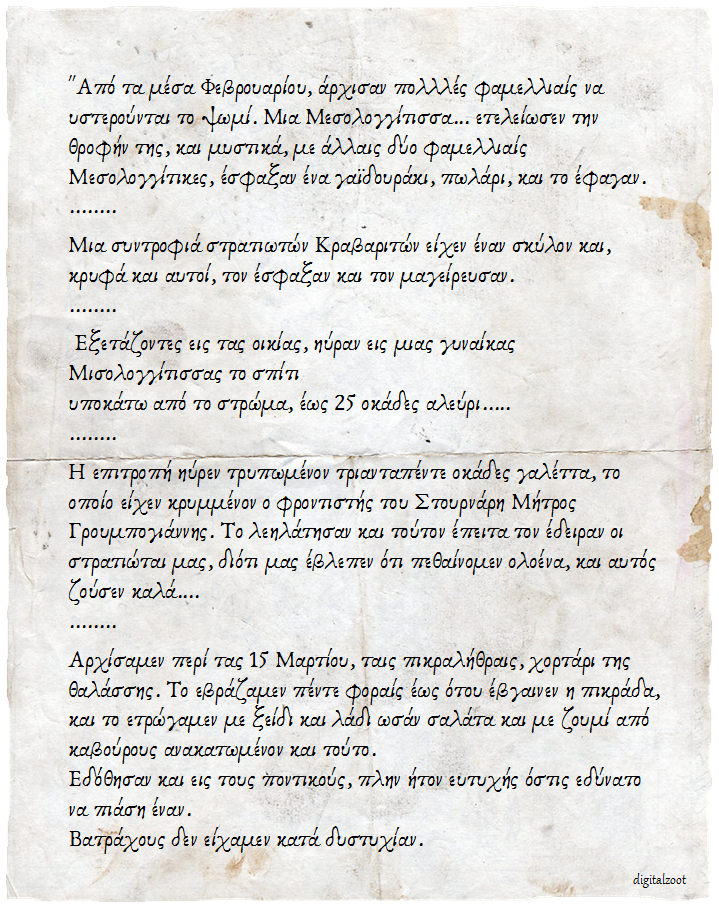 "Από τα μέσα Φεβρουαρίου, άρχισαν πολλλές φαμελλιαίς να
υστερούνται το ψωμί. Μια Μεσολογγίτισσα... ετελείωσεν την
θροφήν της, και μυστικά, με άλλαις δύο φαμελλιαίς
Μεσολογγίτικες, έσφαξαν ένα γαϊδουράκι, πωλάρι, και το έφαγαν.
........
Μια συντροφιά στρατιωτών Κραβαριτών είχεν έναν σκύλον και,
κρυφά και αυτοί, τον έσφαξαν και τον μαγείρευσαν.
........
Εξετάζοντες εις τας οικίας, ηύραν εις μιας γυναίκας
Μισολογγίτισσας το σπίτι
υποκάτω από το στρώμα, έως 25 οκάδες αλεύρι.....
........
Η επιτροπή ηύρεν τρυπωμένον τριανταπέντε οκάδες γαλέττα, το
οποίο είχεν κρυμμένον ο φροντιστής του Στουρνάρη Μήτρος
Γρουμπογιάννης. Το λεηλάτησαν και τούτον έπειτα τον έδειραν οι
στρατιώται μας, διότι μας έβλεπεν ότι πεθαίνομεν ολοένα, και αυτός
ζούσεν καλά....
........
Αρχίσαμεν περί τας 15 Μαρτίου, ταις πικραλήθραις, χορτάρι της
θαλάσσης. Το εβράζαμεν πέντε φοραίς έως ότου έβγαινεν η πικράδα,
και το ετρώγαμεν με ξείδι και λάδι ωσάν σαλάτα και με ζουμί από
καβούρους ανακατωμένον και τούτο.
Εδόθησαν και εις τους ποντικούς, πλην ήτον ευτυχής όστις εδύνατο
να πιάση έναν.
Βατράχους δεν είχαμεν κατά δυστυχίαν.
digitalzoot